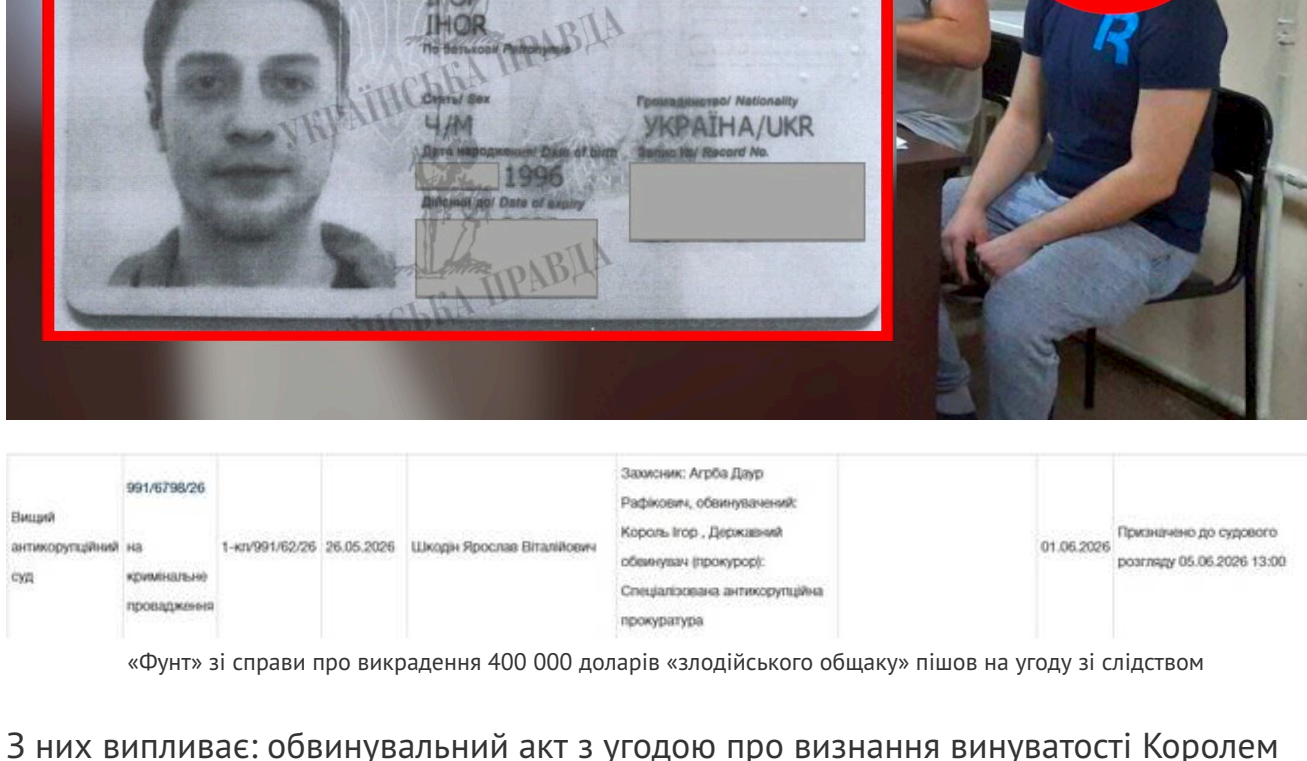 ІГОР
IHOR
По батькові/ Patronymic
Стать/ Sex
Громадянство/ Nationality
Ч/M
УКРАЇНА/UKR
Дата народження/ Date of birth
Запис №/ Record No.
1996
Дійсний до/ Date of expiry
УКРАЇНСЬКА ПРАВДА
R
Вищий
антикорупційний
суд
991/6798/26
на
кримінальне
провадження
1-кп/991/62/26
26.05.2026
Шкодін Ярослав Віталійович
Захисник: Агрба Даур
Рафікович, обвинувачений:
Король Ігор , Державний
обвинувач (прокурор):
Спеціалізована антикорупційна
прокуратура
01.06.2026
Призначено до судового
розгляду 05.06.2026 13:00
«Фунт» зі справи про викрадення 400 000 доларів «злодійського общаку» пішов на угоду зі слідством
З них випливає: обвинувальний акт з угодою про визнання винуватості Королем